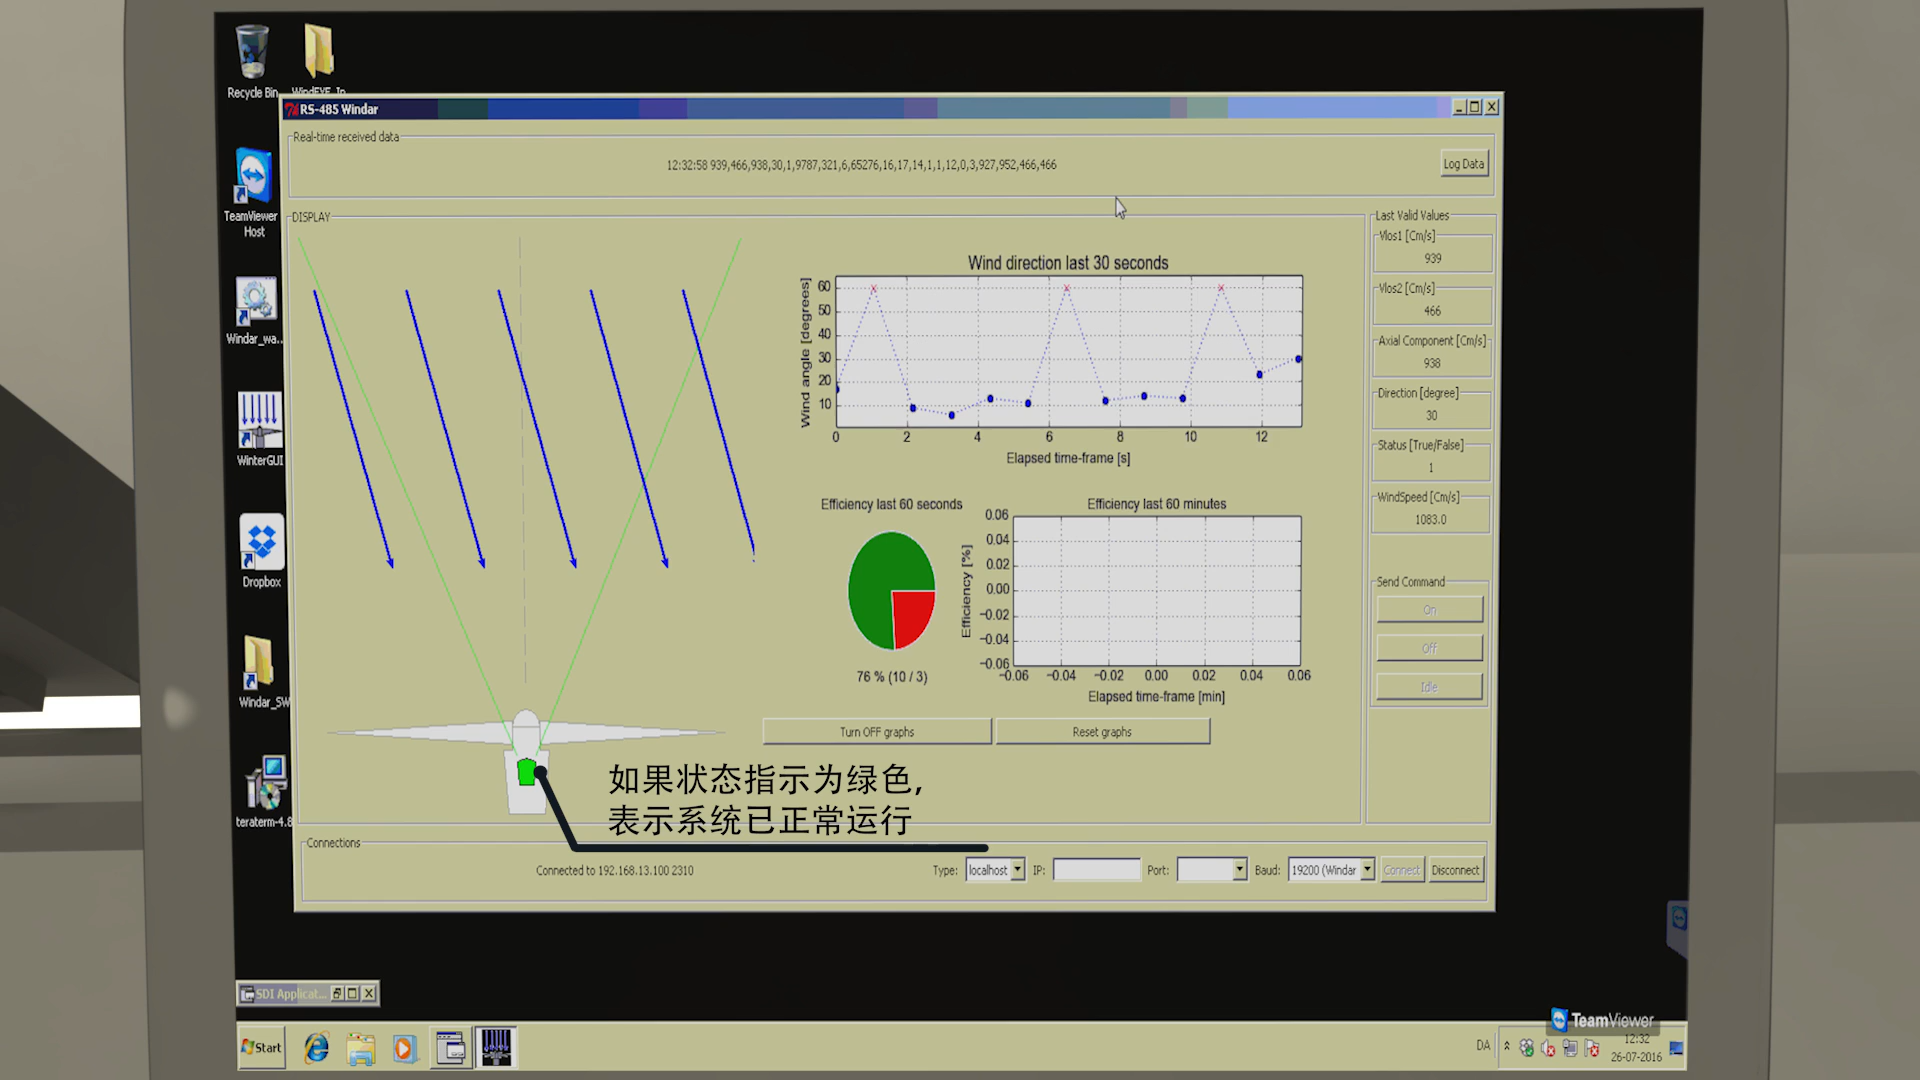 Recycle Bin
TeamViewer
Host
Windar_wa..
WinterGUI
Dropbox
Windar_SW
teraterm-4.8
RS-485 Windar
Real-time received data
12:32:58 939,466,938,30,1,9787,321,6,65276,16,17,14,1,1,12,0,3,927,952,466,466
Log Data
DISPLAY
Wind direction last 30 seconds
Wind angle [degrees]
60
50
40
30
20
10
0 2 4 6 8 10 12
Elapsed time-frame [s]
Efficiency last 60 seconds
76 % (10 / 3)
Efficiency last 60 minutes
Efficiency [%]
0.06
0.04
0.02
0.00
−0.02
−0.04
−0.06
−0.06 −0.04 −0.02 0.00 0.02 0.04 0.06
Elapsed time-frame [min]
Turn OFF graphs
Reset graphs
Last Valid Values
Vlos1 [Cm/s]
939
Vlos2 [Cm/s]
466
Axial Component [Cm/s]
938
Direction [degree]
30
Status [True/False]
1
WindSpeed [Cm/s]
1083.0
Send Command
On
Off
Idle
如果状态指示为绿色,
表示系统已正常运行
Connections
Connected to 192.168.13.100 2310
Type: localhost IP: Port: Baud: 19200 (Windar Connect Disconnect
SDI Applicat...
TeamViewer
Start
DA
12:32
26-07-2016